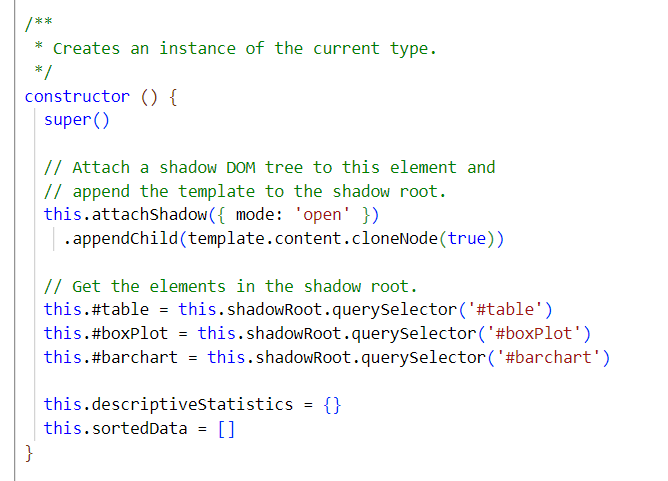 /**
 * Creates an instance of the current type.
 */
constructor () {
  super()

  // Attach a shadow DOM tree to this element and
  // append the template to the shadow root.
  this.attachShadow({ mode: 'open' })
    .appendChild(template.content.cloneNode(true))

  // Get the elements in the shadow root.
  this.#table = this.shadowRoot.querySelector('#table')
  this.#boxPlot = this.shadowRoot.querySelector('#boxPlot')
  this.#barchart = this.shadowRoot.querySelector('#barchart')

  this.descriptiveStatistics = {}
  this.sortedData = []
}